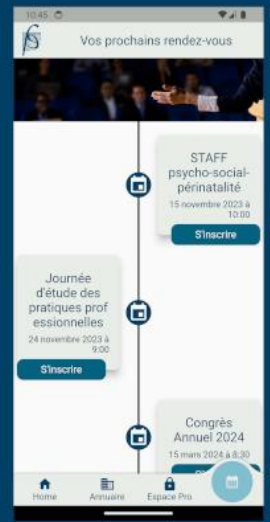 10:45
Vos prochains rendez-vous
STAFF
psycho-social-
périnatalité
15 novembre 2023 à
10:00
S'inscrire
Journée
d'étude des
pratiques prof
essionnelles
24 novembre 2023 à
9:00
S'inscrire
Congrès
Annuel 2024
15 mars 2024 à 8:30
Home
Annuaire
Espace Pro